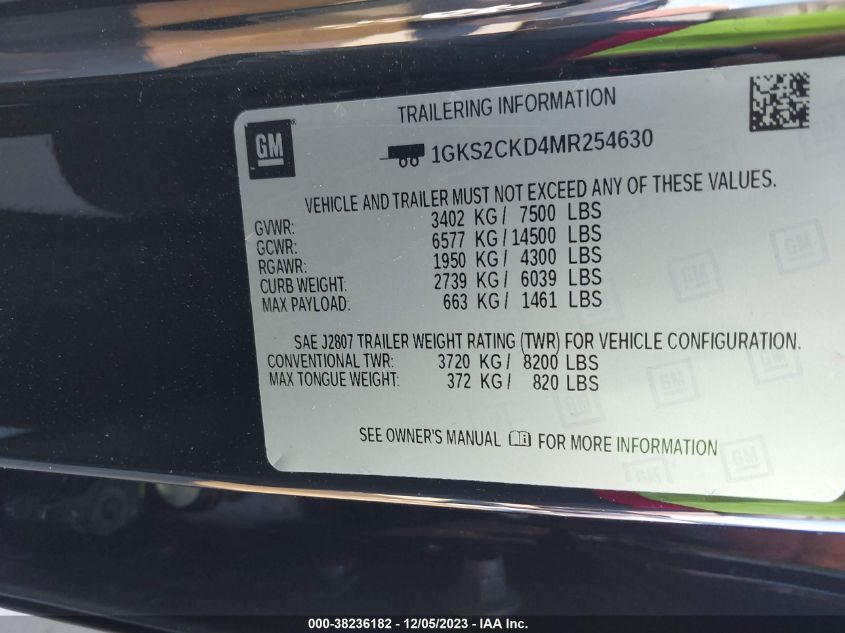 GM
TRAILERING INFORMATION
1GKS2CKD4MR254630
VEHICLE AND TRAILER MUST NOT EXCEED ANY OF THESE VALUES.
GVWR: 3402 KG/ 7500 LBS
GCWR: 6577 KG/14500 LBS
RGAWR: 1950 KG/ 4300 LBS
CURB WEIGHT: 2739 KG/ 6039 LBS
MAX PAYLOAD: 663 KG/ 1461 LBS
SAE J2807 TRAILER WEIGHT RATING (TWR) FOR VEHICLE CONFIGURATION.
CONVENTIONAL TWR: 3720 KG/ 8200 LBS
MAX TONGUE WEIGHT: 372 KG/ 820 LBS
SEE OWNER'S MANUAL FOR MORE INFORMATION
000-38236182 - 12/05/2023 - IAA Inc.